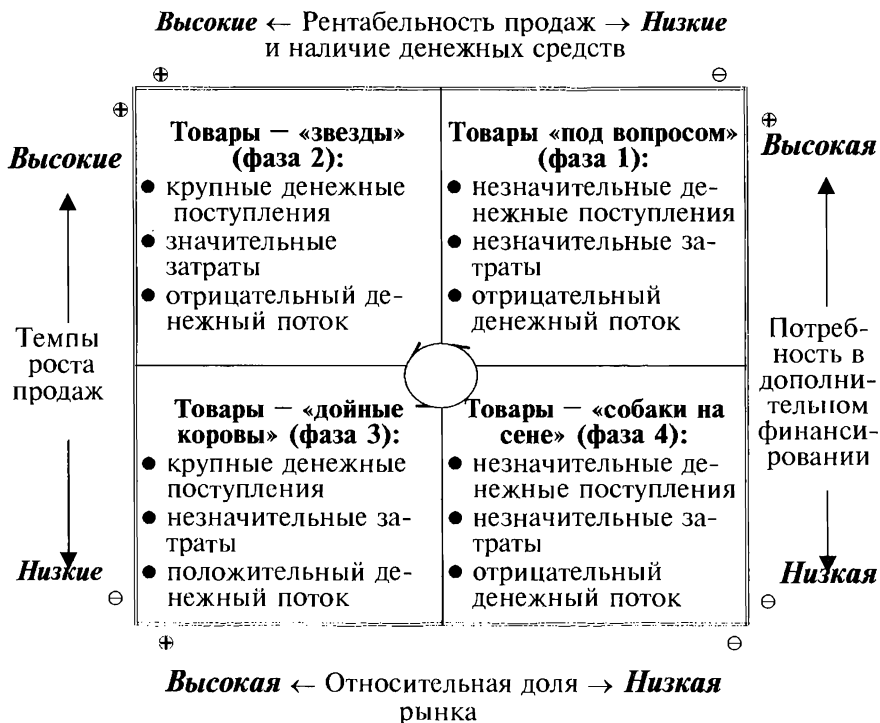 Высокие ← Рентабельность продаж → Низкие
и наличие денежных средств
⊕ ⊖
⊕
Высокие
Темпы
роста
продаж
Низкие
⊖
Товары — «звезды»
(фаза 2):
● крупные денежные
поступления
● значительные
затраты
● отрицательный де-
нежный поток
Товары «под вопросом»
(фаза 1):
● незначительные де-
нежные поступления
● незначительные за-
траты
● отрицательный
денежный поток
⊕
Высокая
Потреб-
ность в
дополни-
тельном
финанси-
ровании
Низкая
⊖
Товары — «дойные
коровы» (фаза 3):
● крупные денежные
поступления
● незначительные за-
траты
● положительный де-
нежный поток
Товары — «собаки на
сене» (фаза 4):
● незначительные де-
нежные поступления
● незначительные за-
траты
● отрицательный
денежный поток
⊕ ⊖
Высокая ← Относительная доля → Низкая
рынка